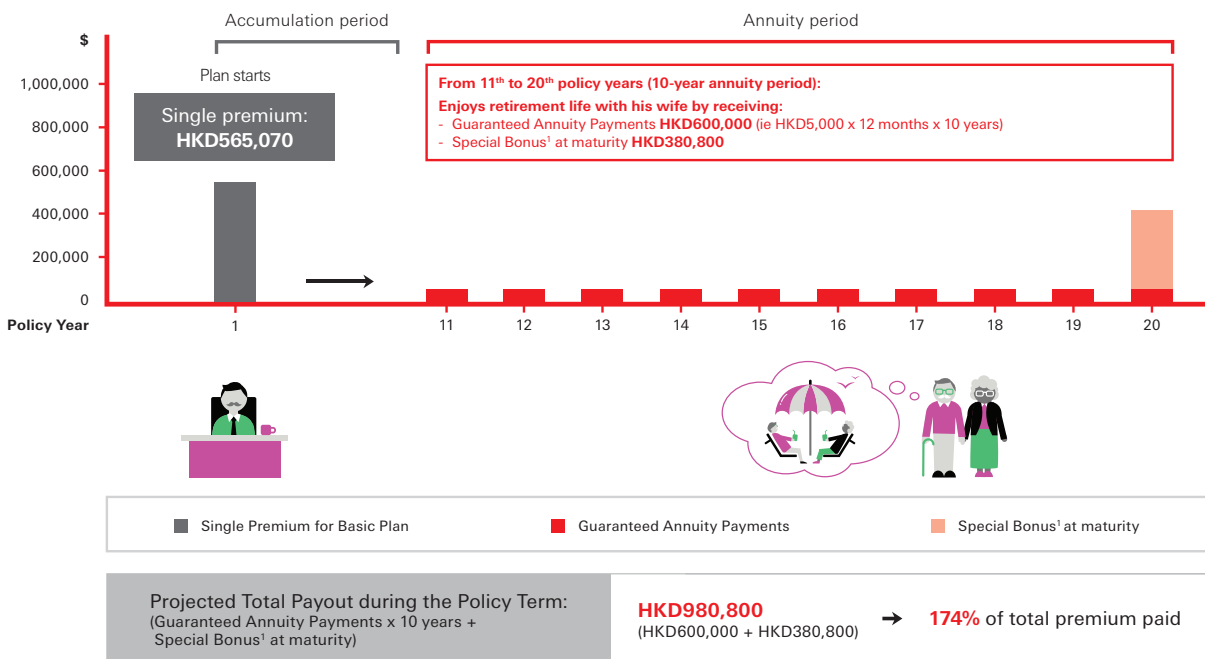 Accumulation period
Annuity period
$
Plan starts
1,000,000
800,000
600,000
400,000
200,000
0
Single premium:
HKD565,070
From 11th to 20th policy years (10-year annuity period):
Enjoys retirement life with his wife by receiving:
- Guaranteed Annuity Payments HKD600,000 (ie HKD5,000 x 12 months x 10 years)
- Special Bonus1 at maturity HKD380,800
Policy Year
1 11 12 13 14 15 16 17 18 19 20
Single Premium for Basic Plan
Guaranteed Annuity Payments
Special Bonus1 at maturity
Projected Total Payout during the Policy Term:
(Guaranteed Annuity Payments x 10 years +
Special Bonus1 at maturity)
HKD980,800
(HKD600,000 + HKD380,800)
174% of total premium paid